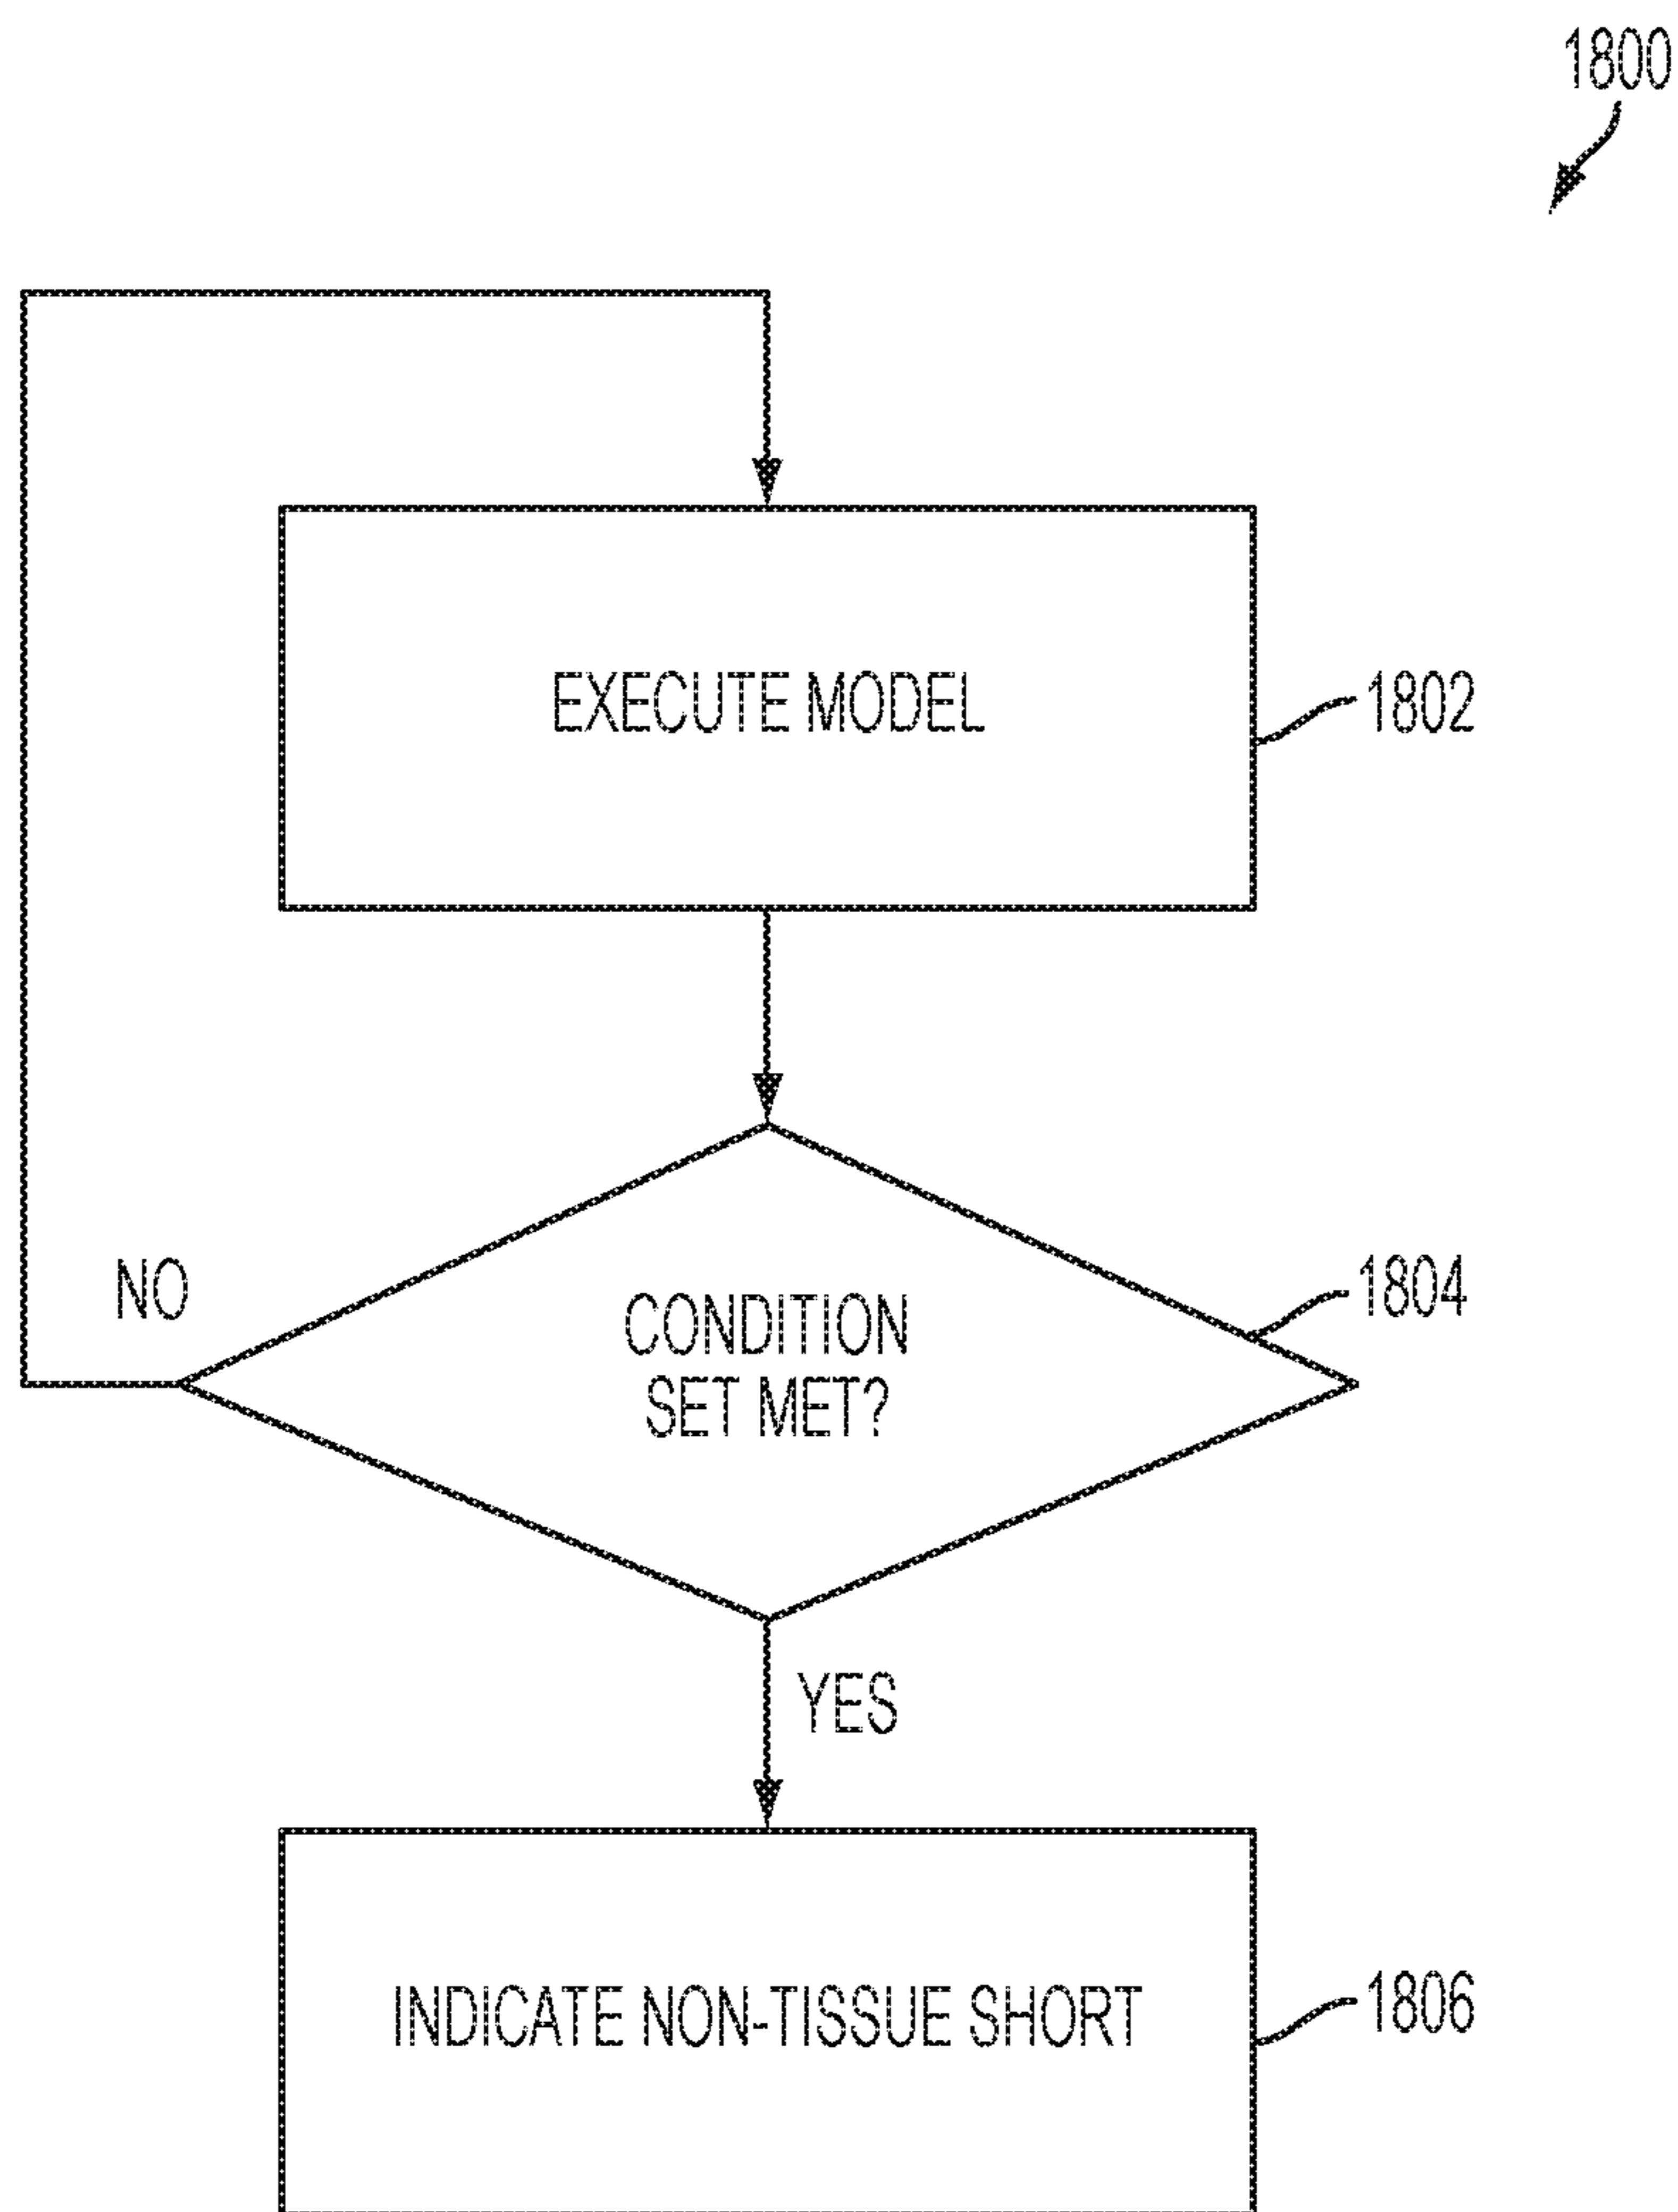 1800
EXECUTE MODEL
1802
NO
CONDITION
SET MET?
1804
YES
INDICATE NON-TISSUE SHORT
1806